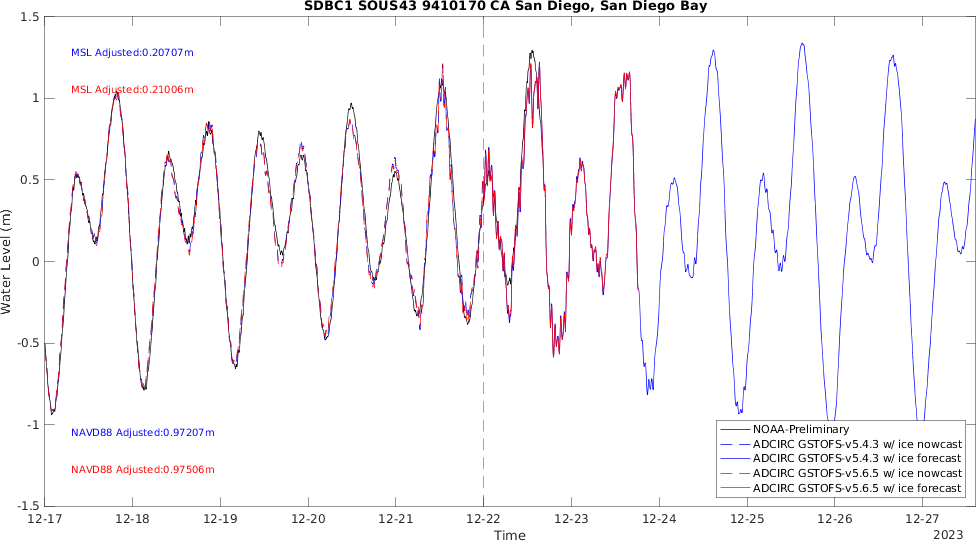 SDBC1 SOUS43 9410170 CA San Diego, San Diego Bay
1.5
1
0.5
0
-0.5
-1
-1.5
Water Level (m)
MSL Adjusted:0.20707m
MSL Adjusted:0.21006m
NAVD88 Adjusted:0.97207m
NAVD88 Adjusted:0.97506m
NOAA-Preliminary
ADCIRC GSTOFS-v5.4.3 w/ ice nowcast
ADCIRC GSTOFS-v5.4.3 w/ ice forecast
ADCIRC GSTOFS-v5.6.5 w/ ice nowcast
ADCIRC GSTOFS-v5.6.5 w/ ice forecast
12-17 12-18 12-19 12-20 12-21 12-22 12-23 12-24 12-25 12-26 12-27
Time
2023